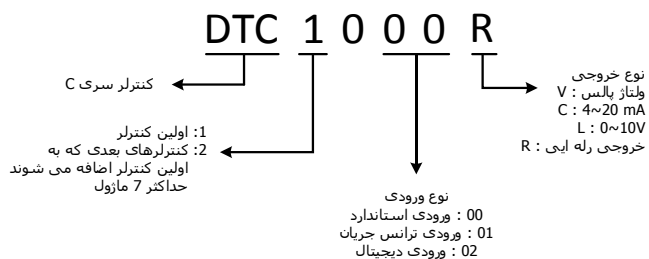 DTC 1 0 0 0 R
کنترلر سری C
1: اولین کنترلر
2: کنترلرهای بعدی که به
اولین کنترلر اضافه می شوند
حداکثر 7 ماژول
نوع ورودی
00 : ورودی استاندارد
01 : ورودی ترانس جریان
02 : ورودی دیجیتال
نوع خروجی
ولتاژ پالس : V
C : 4~20 mA
L : 0~10V
خروجی رله ایی : R